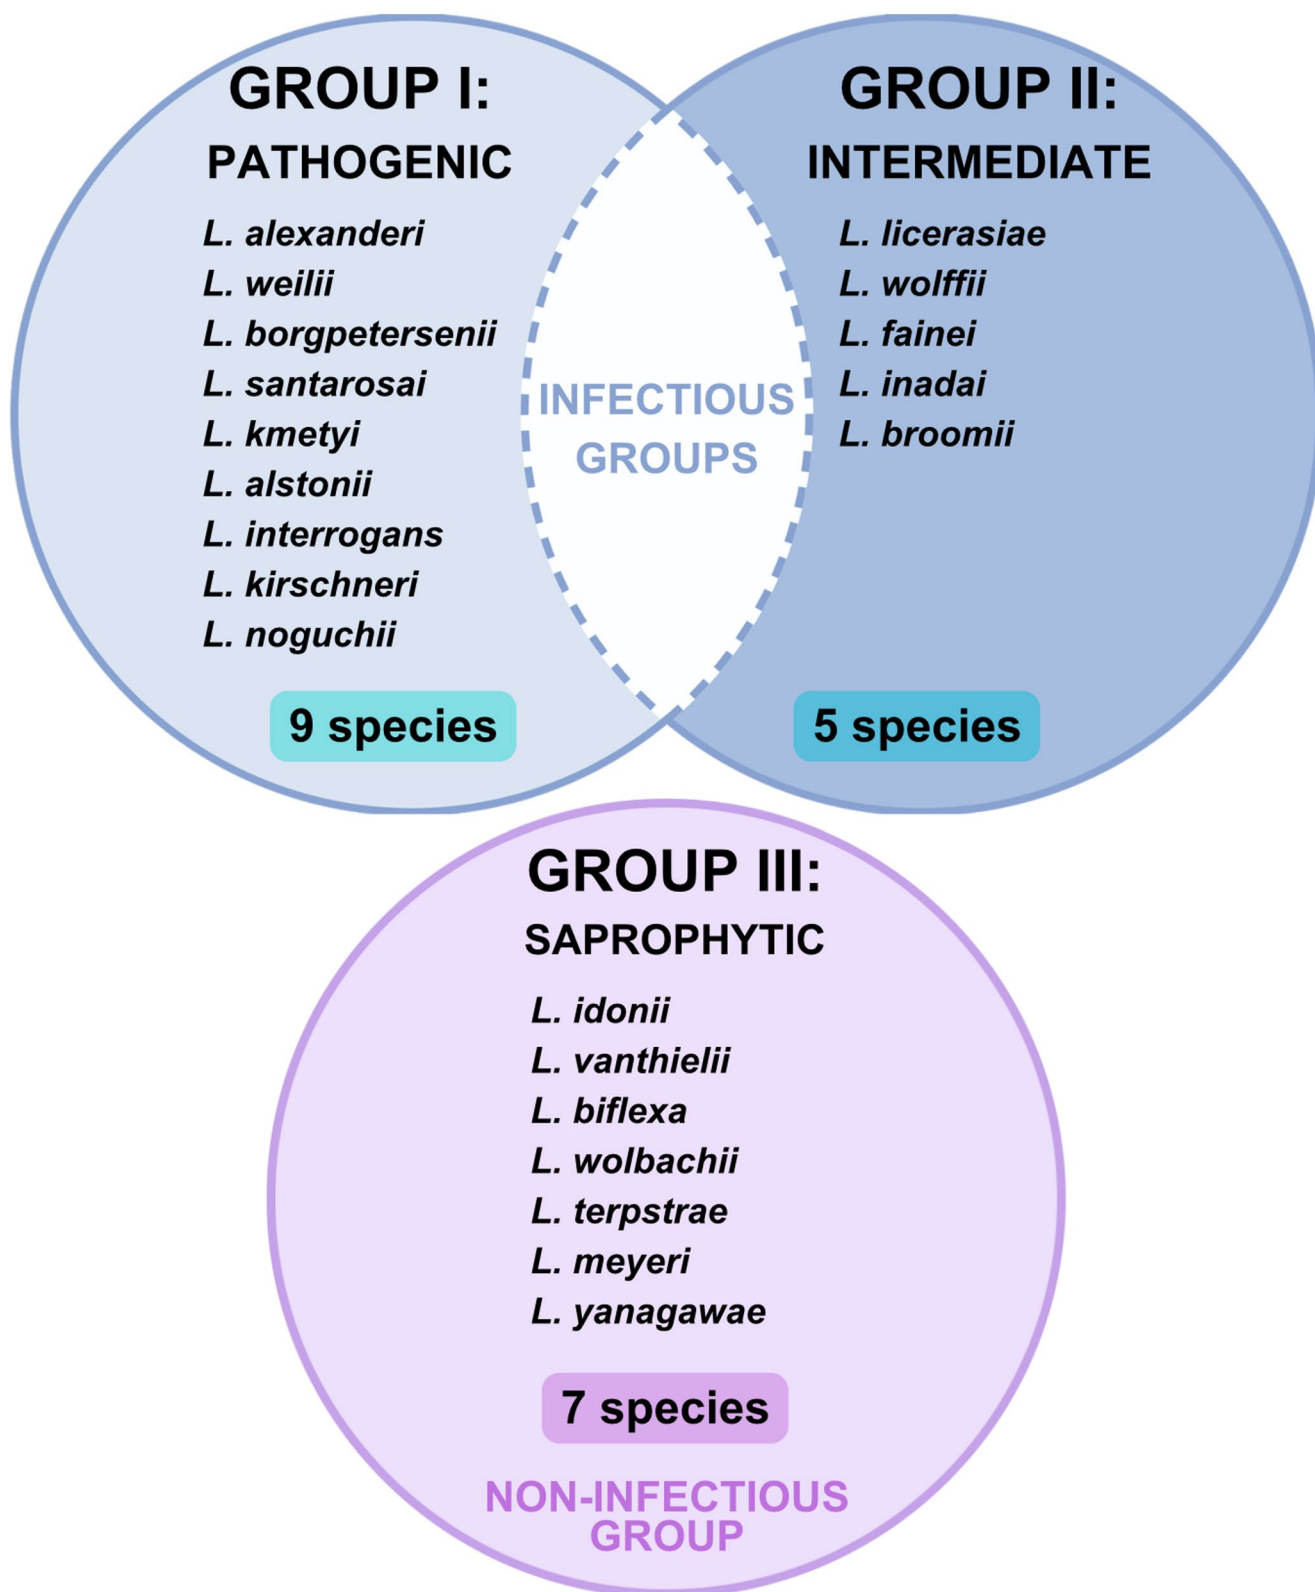 GROUP I:
PATHOGENIC
L. alexanderi
L. weilii
L. borgpetersenii
L. santarosai
L. kmetyi
L. alstonii
L. interrogans
L. kirschneri
L. noguchii
9 species
INFECTIOUS
GROUPS
GROUP II:
INTERMEDIATE
L. licerasiae
L. wolffii
L. fainei
L. inadai
L. broomii
5 species
GROUP III:
SAPROPHYTIC
L. idonii
L. vanthielii
L. biflexa
L. wolbachii
L. terpstrae
L. meyeri
L. yanagawae
7 species
NON-INFECTIOUS
GROUP